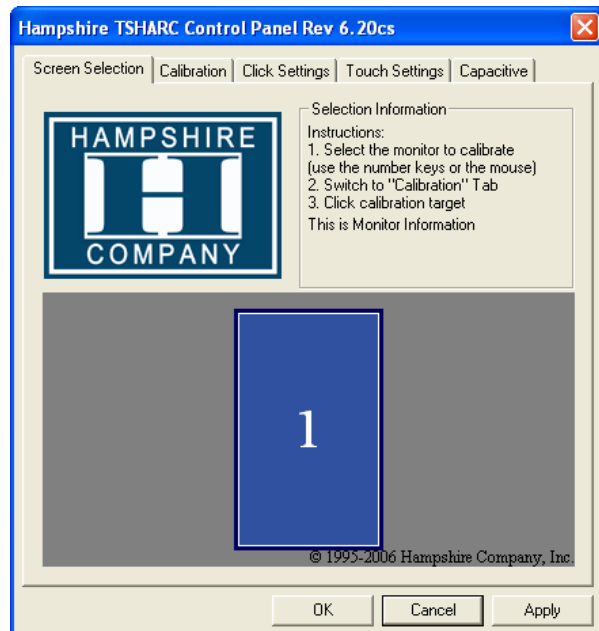 Hampshire TSHARC Control Panel Rev 6.20cs
Screen Selection Calibration Click Settings Touch Settings Capacitive
HAMPSHIRE
H
COMPANY
Selection Information
Instructions:
1. Select the monitor to calibrate
(use the number keys or the mouse)
2. Switch to "Calibration" Tab
3. Click calibration target
This is Monitor Information
1
© 1995-2006 Hampshire Company, Inc.
OK Cancel Apply